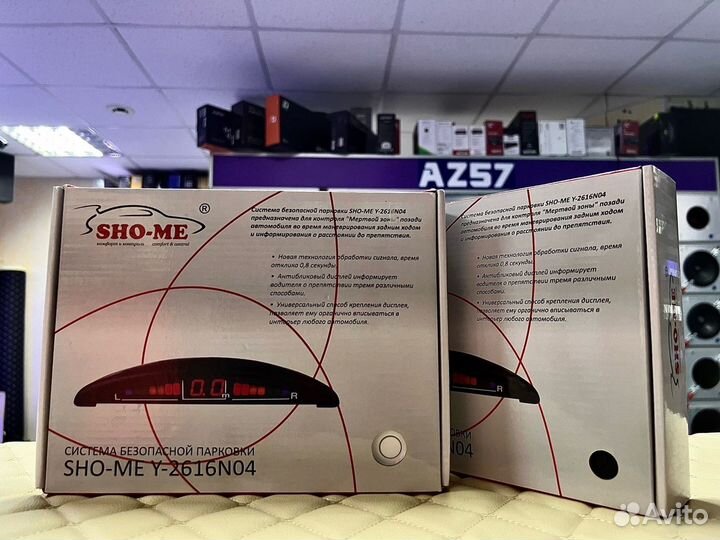 AZ57
SHO-ME ®
комфорт и контроль comfort & control
Система безопасной парковки SHO-ME Y-2616N04
предназначена для контроля "Мертвой зоны" позади
автомобиля во время маневрирования задним ходом
и информирования о расстоянии до препятствия.
• Новая технология обработки сигнала, время
отклика 0,8 секунды.
• Антибликовый дисплей информирует
водителя о препятствии тремя различными
способами.
• Универсальный способ крепления дисплея,
позволяет ему органично вписываться в
интерьер любого автомобиля.
L 0.0 m R
СИСТЕМА БЕЗОПАСНОЙ ПАРКОВКИ
SHO-ME Y-2616N04
Система безопасной парковки SHO-ME Y-2616N04
предназначена для контроля "Мертвой зоны" позади
автомобиля во время маневрирования задним ходом
и информирования о расстоянии до препятствия.
• Новая технология обработки сигнала, время
отклика 0,8 секунды.
• Антибликовый дисплей информирует
водителя о препятствии тремя различными
способами.
• Универсальный способ крепления дисплея,
позволяет ему органично вписываться в
интерьер любого автомобиля.
R
ВКИ
N04
SHO-ME
Avito